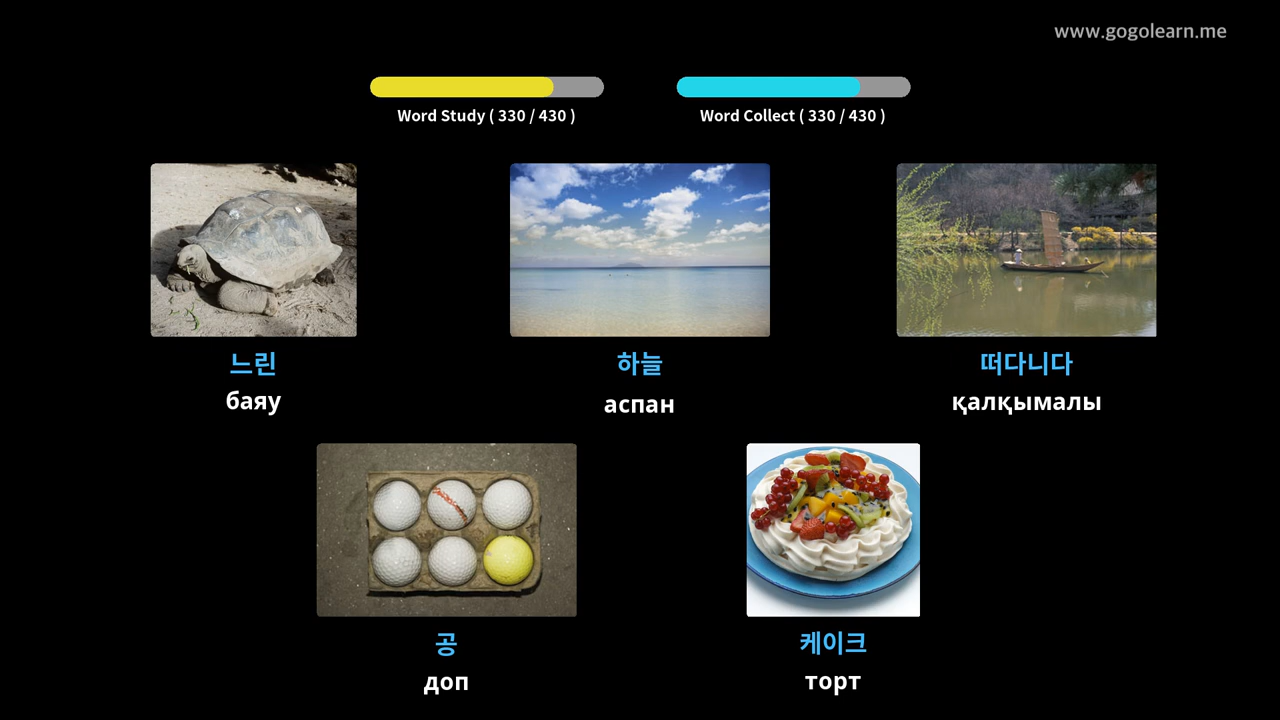 www.gogolearn.me
Word Study ( 330 / 430 )
Word Collect ( 330 / 430 )
느린
баяу
하늘
аспан
떠다니다
қалқымалы
공
доп
케이크
торт